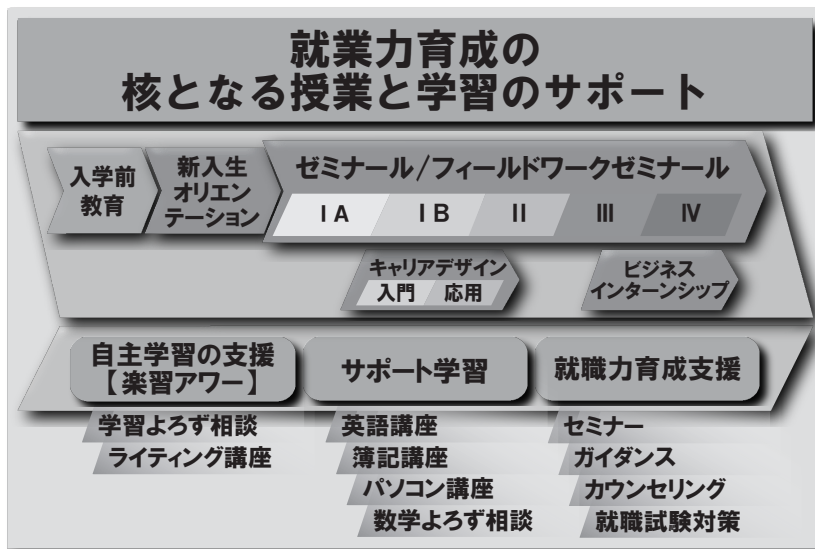 就業力育成の
核となる授業と学習のサポート
入学前
教育
新入生
オリエン
テーション
ゼミナール/フィールドワークゼミナール
I A
I B
II
III
IV
キャリアデザイン
入門 応用
ビジネス
インターンシップ
自主学習の支援
【楽習アワー】
サポート学習
就職力育成支援
学習よろず相談
ライティング講座
英語講座
簿記講座
パソコン講座
数学よろず相談
セミナー
ガイダンス
カウンセリング
就職試験対策